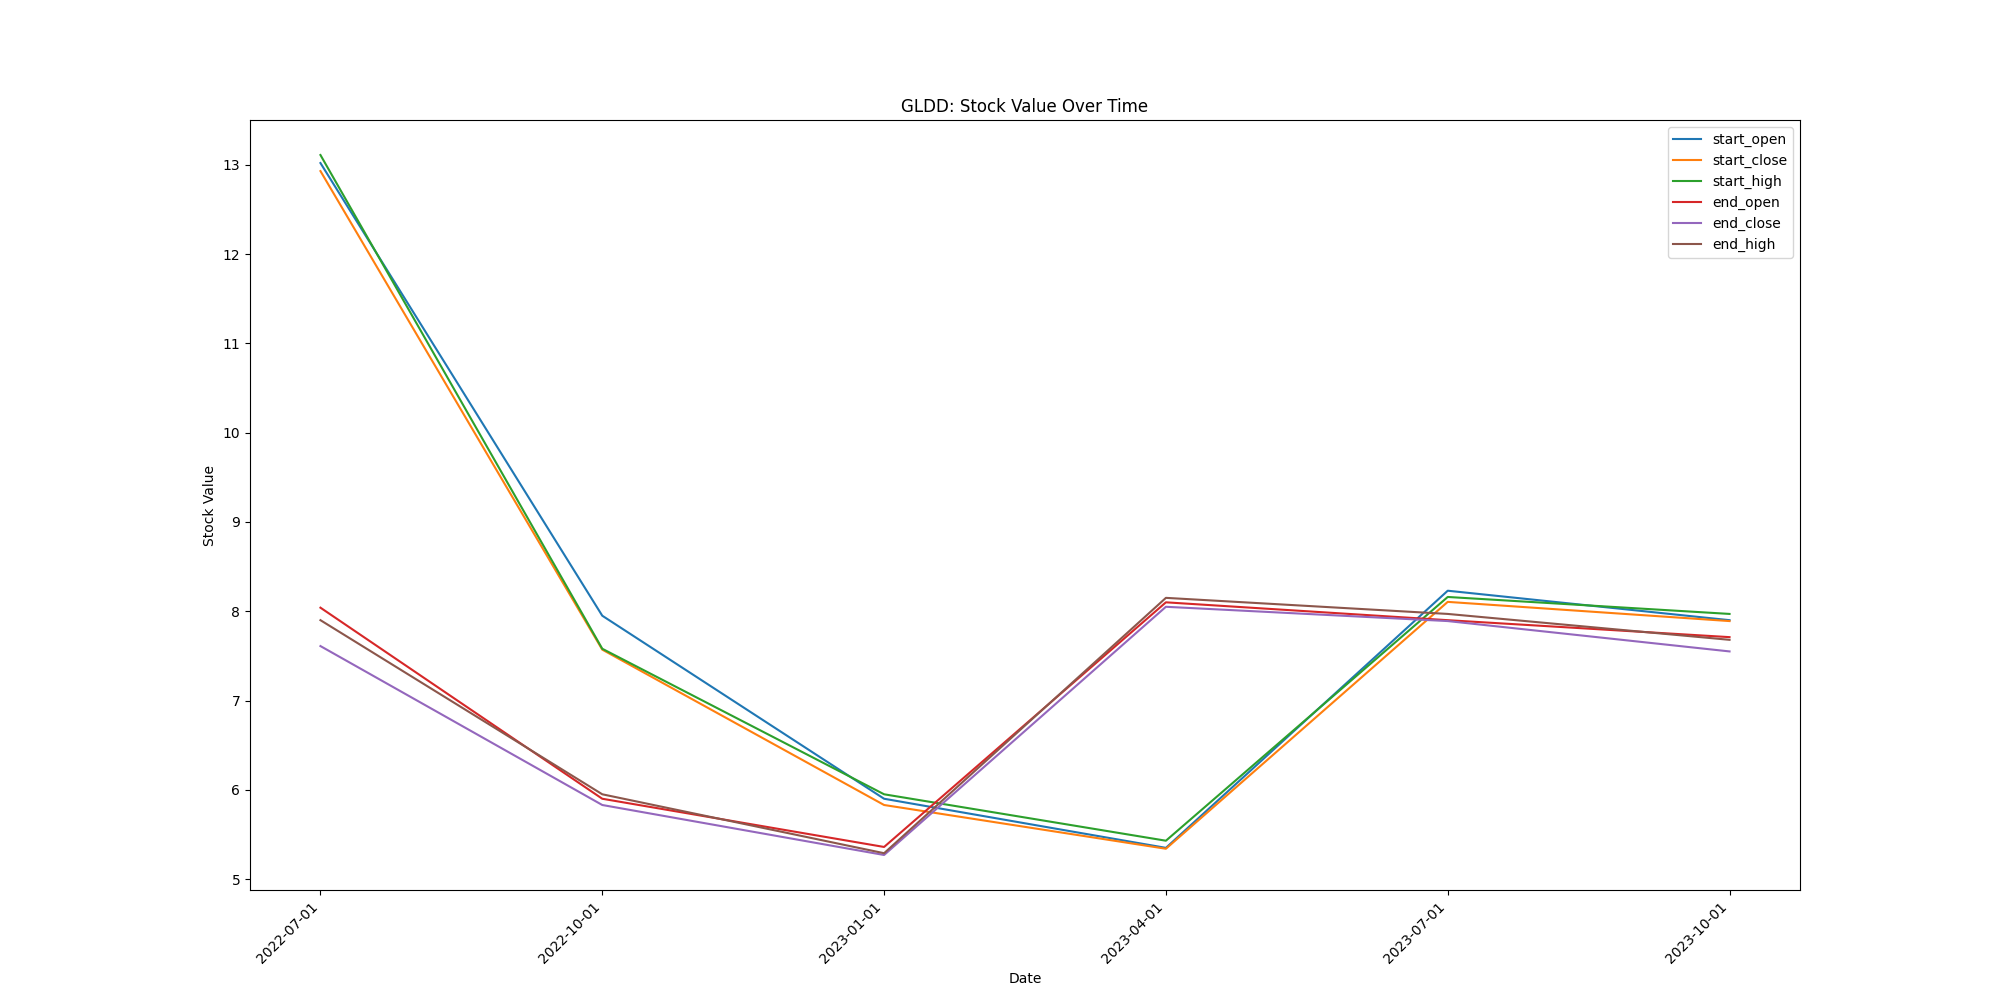 GLDD: Stock Value Over Time
start_open
start_close
start_high
end_open
end_close
end_high
Stock Value
13
12
11
10
9
8
7
6
5
2022-07-01
2022-10-01
2023-01-01
2023-04-01
2023-07-01
2023-10-01
Date